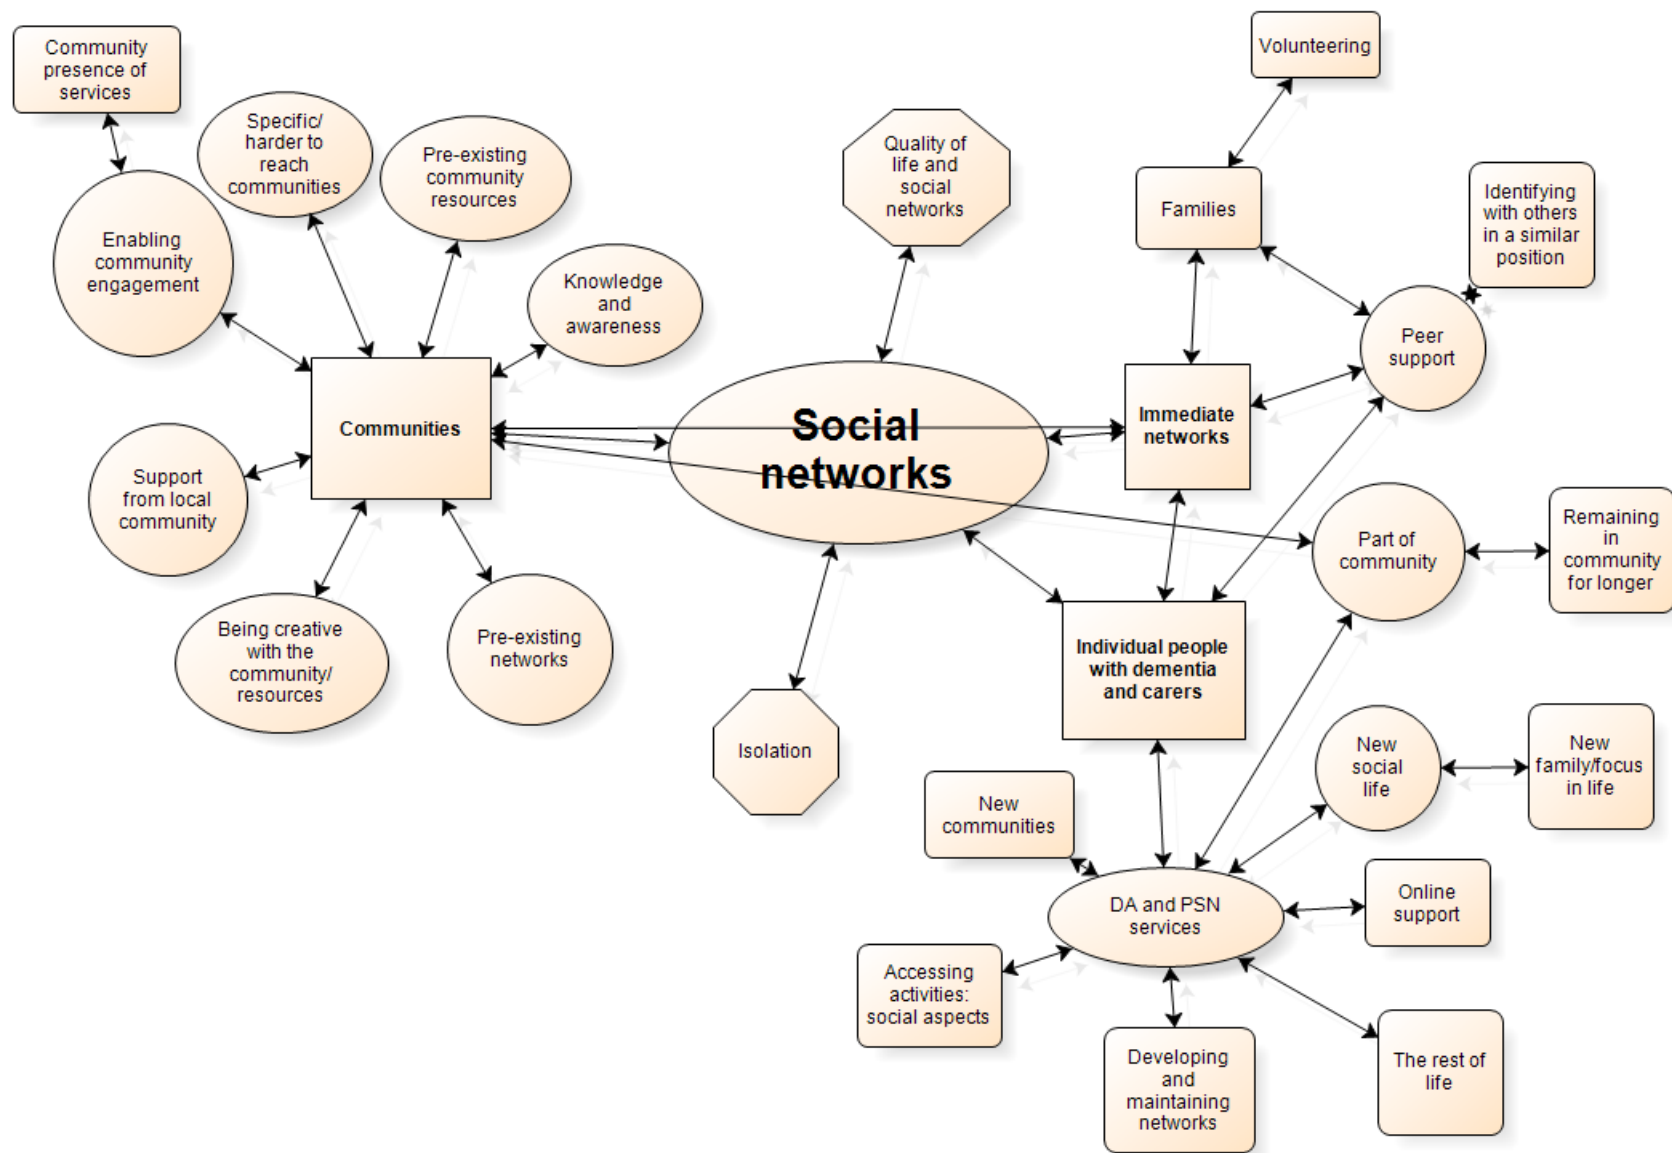 Community
presence of
services
Specific/
harder to
reach
communities
Pre-existing
community
resources
Enabling
community
engagement
Knowledge
and
awareness
Communities
Support
from local
community
Being creative
with the
community/
resources
Pre-existing
networks
Quality of
life and
social
networks
Social
networks
Isolation
Volunteering
Families
Identifying
with others
in a similar
position
Peer
support
Immediate
networks
Part of
community
Remaining
in
community
for longer
Individual people
with dementia
and carers
New
social
life
New
family/focus
in life
New
communities
DA and PSN
services
Online
support
Accessing
activities:
social aspects
Developing
and
maintaining
networks
The rest of
life